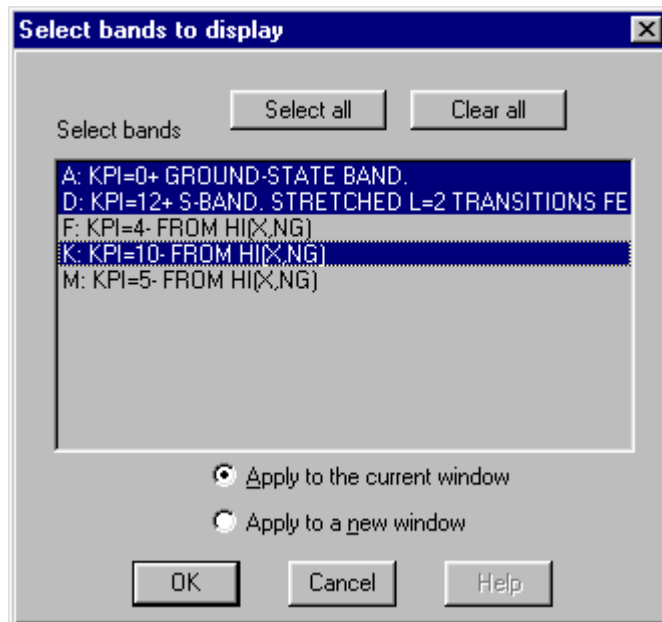 Select bands to display
Select all
Clear all
Select bands
A: KPI=0+ GROUND-STATE BAND.
D: KPI=12+ S-BAND. STRETCHED L=2 TRANSITIONS FE
F: KPI=4- FROM HI(X,NG)
K: KPI=10- FROM HI(X,NG)
M: KPI=5- FROM HI(X,NG)
Apply to the current window
Apply to a new window
OK
Cancel
Help